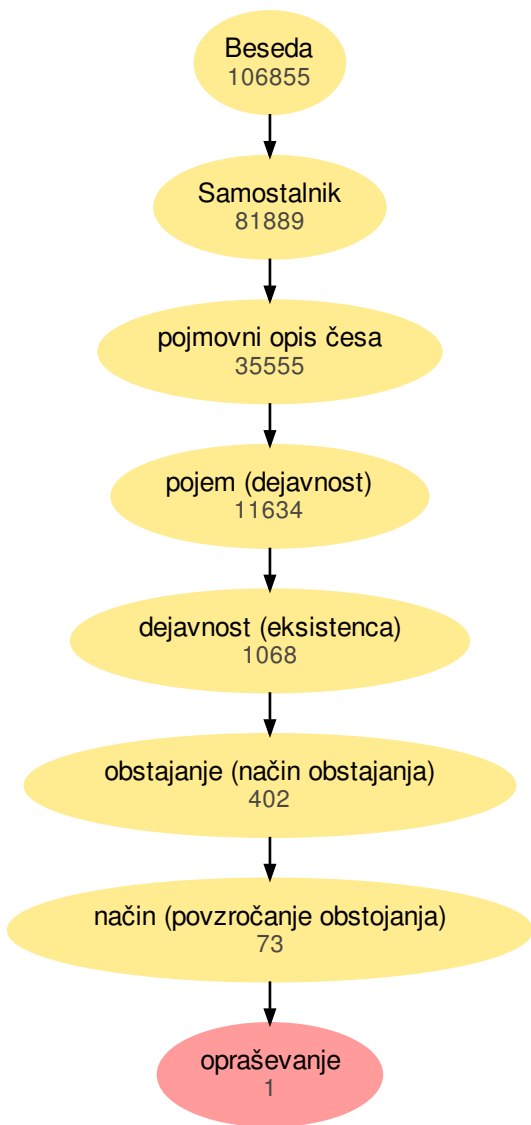 Beseda
106855
Samostalnik
81889
pojmovni opis česa
35555
pojem (dejavnost)
11634
dejavnost (eksistenca)
1068
obstajanje (način obstajanja)
402
način (povzročanje obstojanja)
73
opraševanje
1